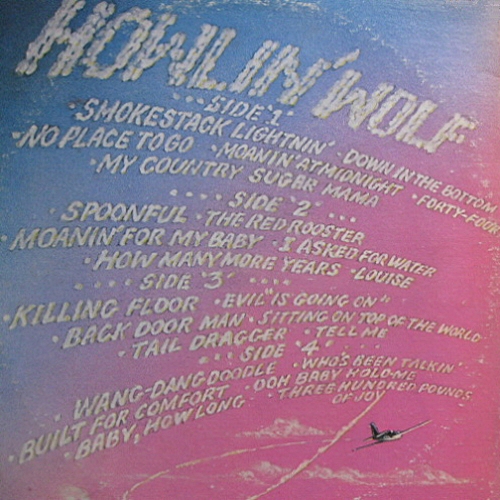 HOWLIN' WOLF
· · · SIDE '1'
· SMOKESTACK LIGHTNIN' · DOWN IN THE BOTTOM
· NO PLACE TO GO · MOANIN' AT MIDNIGHT · FORTY-FOUR
· MY COUNTRY SUGER MAMA
· · · · SIDE '2' · · ·
SPOONFUL · THE RED ROOSTER
· MOANIN' FOR MY BABY · I ASKED FOR WATER
· HOW MANY MORE YEARS · LOUISE
· · · · SIDE '3' · · · ·
· KILLING FLOOR · EVIL "IS GOING ON"
· BACK DOOR MAN · SITTING ON TOP OF THE WORLD
· TAIL DRAGGER · TELL ME
· · · SIDE '4' · · ·
· WANG-DANG DOODLE · WHO'S BEEN TALKIN'
· BUILT FOR COMFORT · OOH BABY HOLD ME
· BABY, HOW LONG · THREE HUNDRED POUNDS
OF JOY